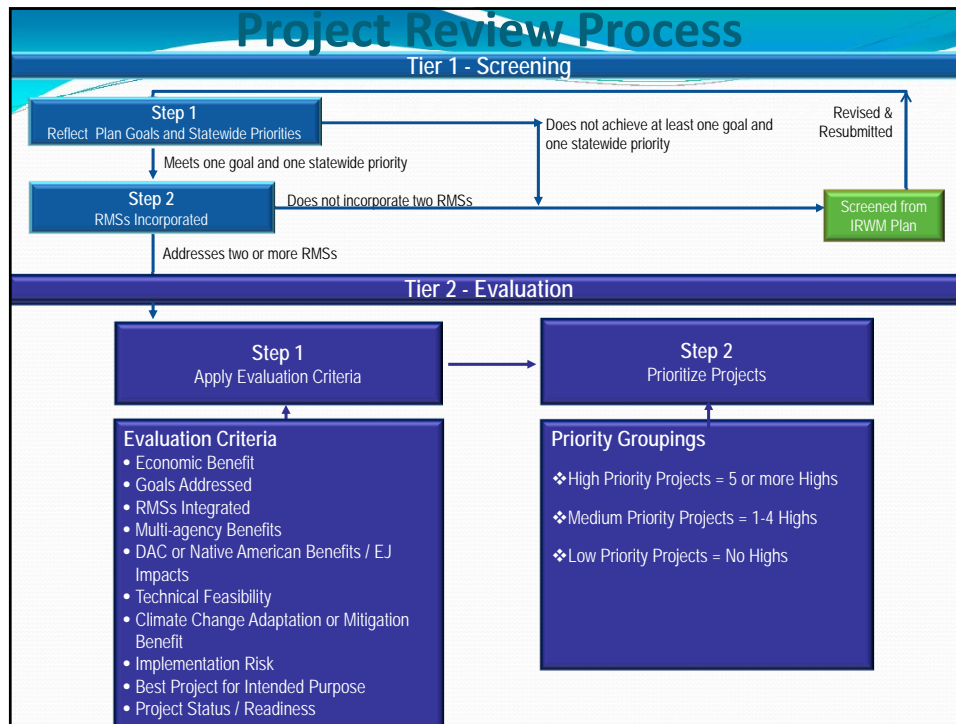 Project Review Process
Tier 1 - Screening
Step 1
Reflect Plan Goals and Statewide Priorities
Does not achieve at least one goal and
one statewide priority
Revised &
Resubmitted
Meets one goal and one statewide priority
Step 2
RMSs Incorporated
Does not incorporate two RMSs
Screened from
IRWM Plan
Addresses two or more RMSs
Tier 2 - Evaluation
Step 1
Apply Evaluation Criteria
Step 2
Prioritize Projects
Evaluation Criteria
• Economic Benefit
• Goals Addressed
• RMSs Integrated
• Multi-agency Benefits
• DAC or Native American Benefits / EJ
Impacts
• Technical Feasibility
• Climate Change Adaptation or Mitigation
Benefit
• Implementation Risk
• Best Project for Intended Purpose
• Project Status / Readiness
Priority Groupings
❖High Priority Projects = 5 or more Highs
❖Medium Priority Projects = 1-4 Highs
❖Low Priority Projects = No Highs